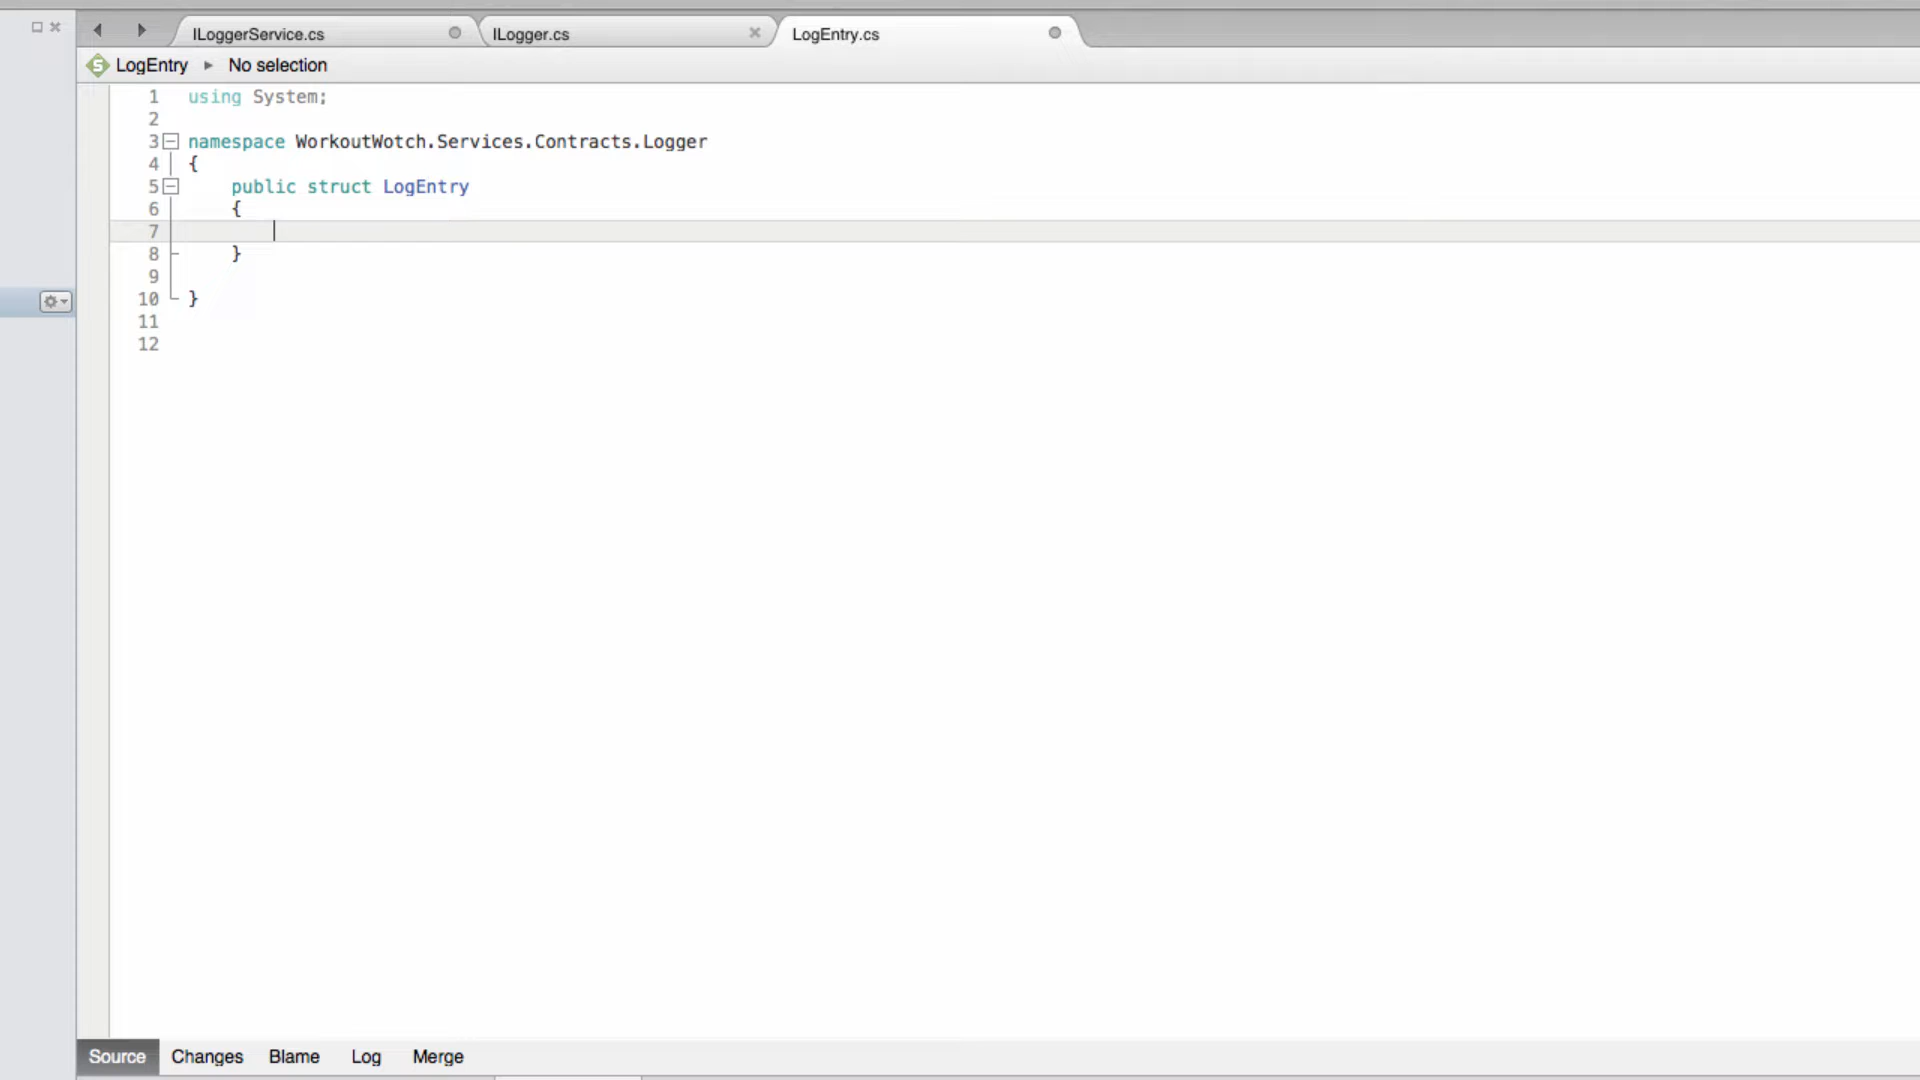 ILoggerService.cs
ILogger.cs
LogEntry.cs
LogEntry ▸ No selection
1 using System;
2
3 namespace WorkoutWotch.Services.Contracts.Logger
4 {
5     public struct LogEntry
6     {
7
8     }
9
10 }
11
12
Source Changes Blame Log Merge